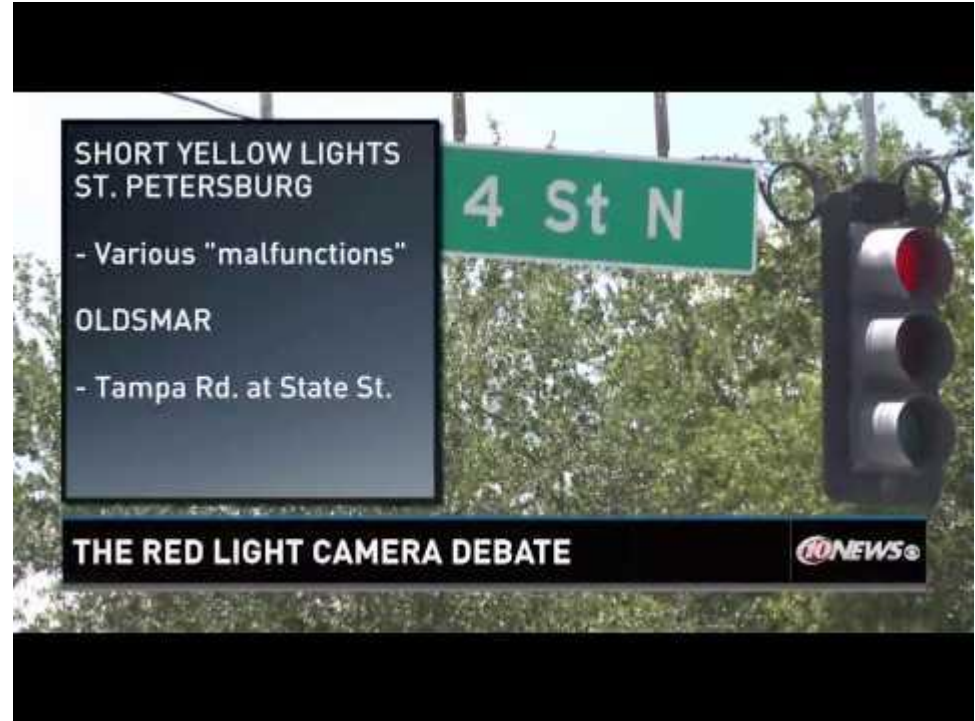 SHORT YELLOW LIGHTS
ST. PETERSBURG
- Various "malfunctions"
OLDSMAR
- Tampa Rd. at State St.
4 St N
THE RED LIGHT CAMERA DEBATE
10NEWS